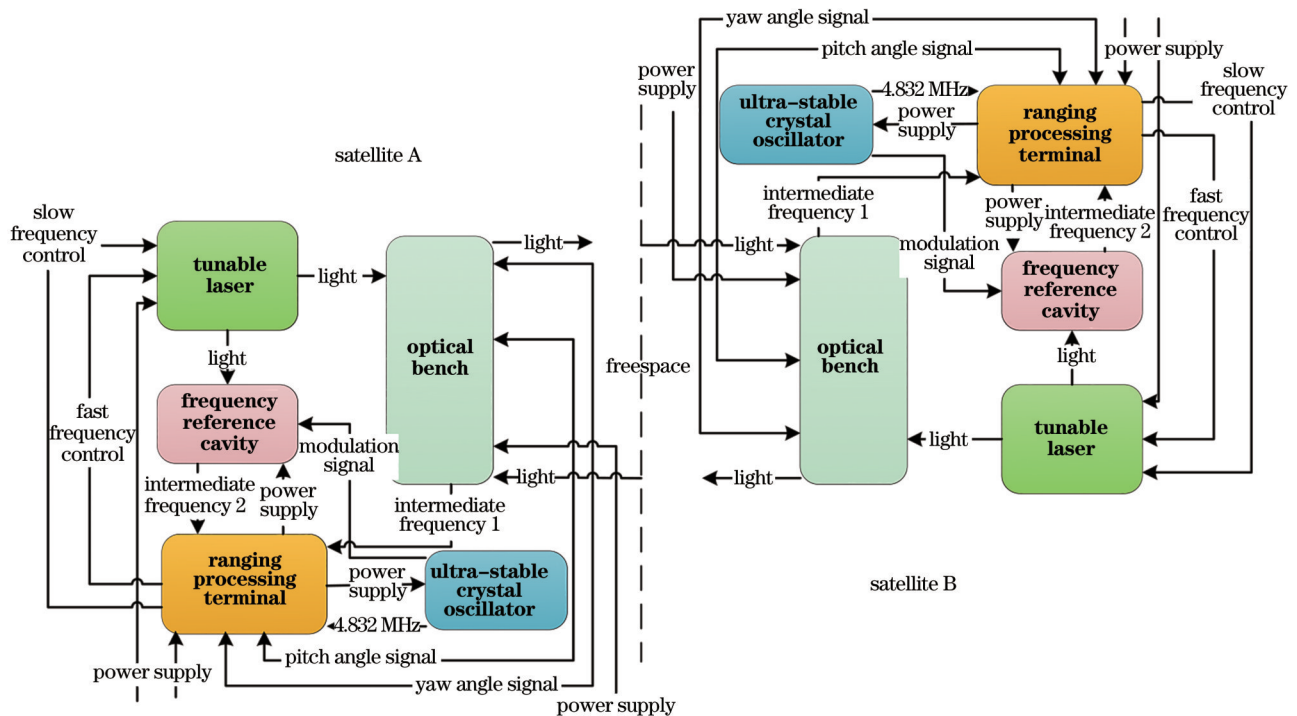 satellite A
slow
frequency
control
tunable
laser
light
light
optical
bench
light
frequency
reference
cavity
fast
frequency
control
modulation
signal
light
intermediate
frequency 2
power
supply
intermediate
frequency 1
ranging
processing
terminal
power
supply
ultra-stable
crystal
oscillator
4.832 MHz
pitch angle signal
power supply
yaw angle signal
power supply
freespace
yaw angle signal
pitch angle signal
power supply
power
supply
ultra-stable
crystal
oscillator
4.832 MHz
power
supply
ranging
processing
terminal
slow
frequency
control
intermediate
frequency 1
power
supply
intermediate
frequency 2
fast
frequency
control
light
modulation
signal
frequency
reference
cavity
optical
bench
light
light
tunable
laser
light
satellite B